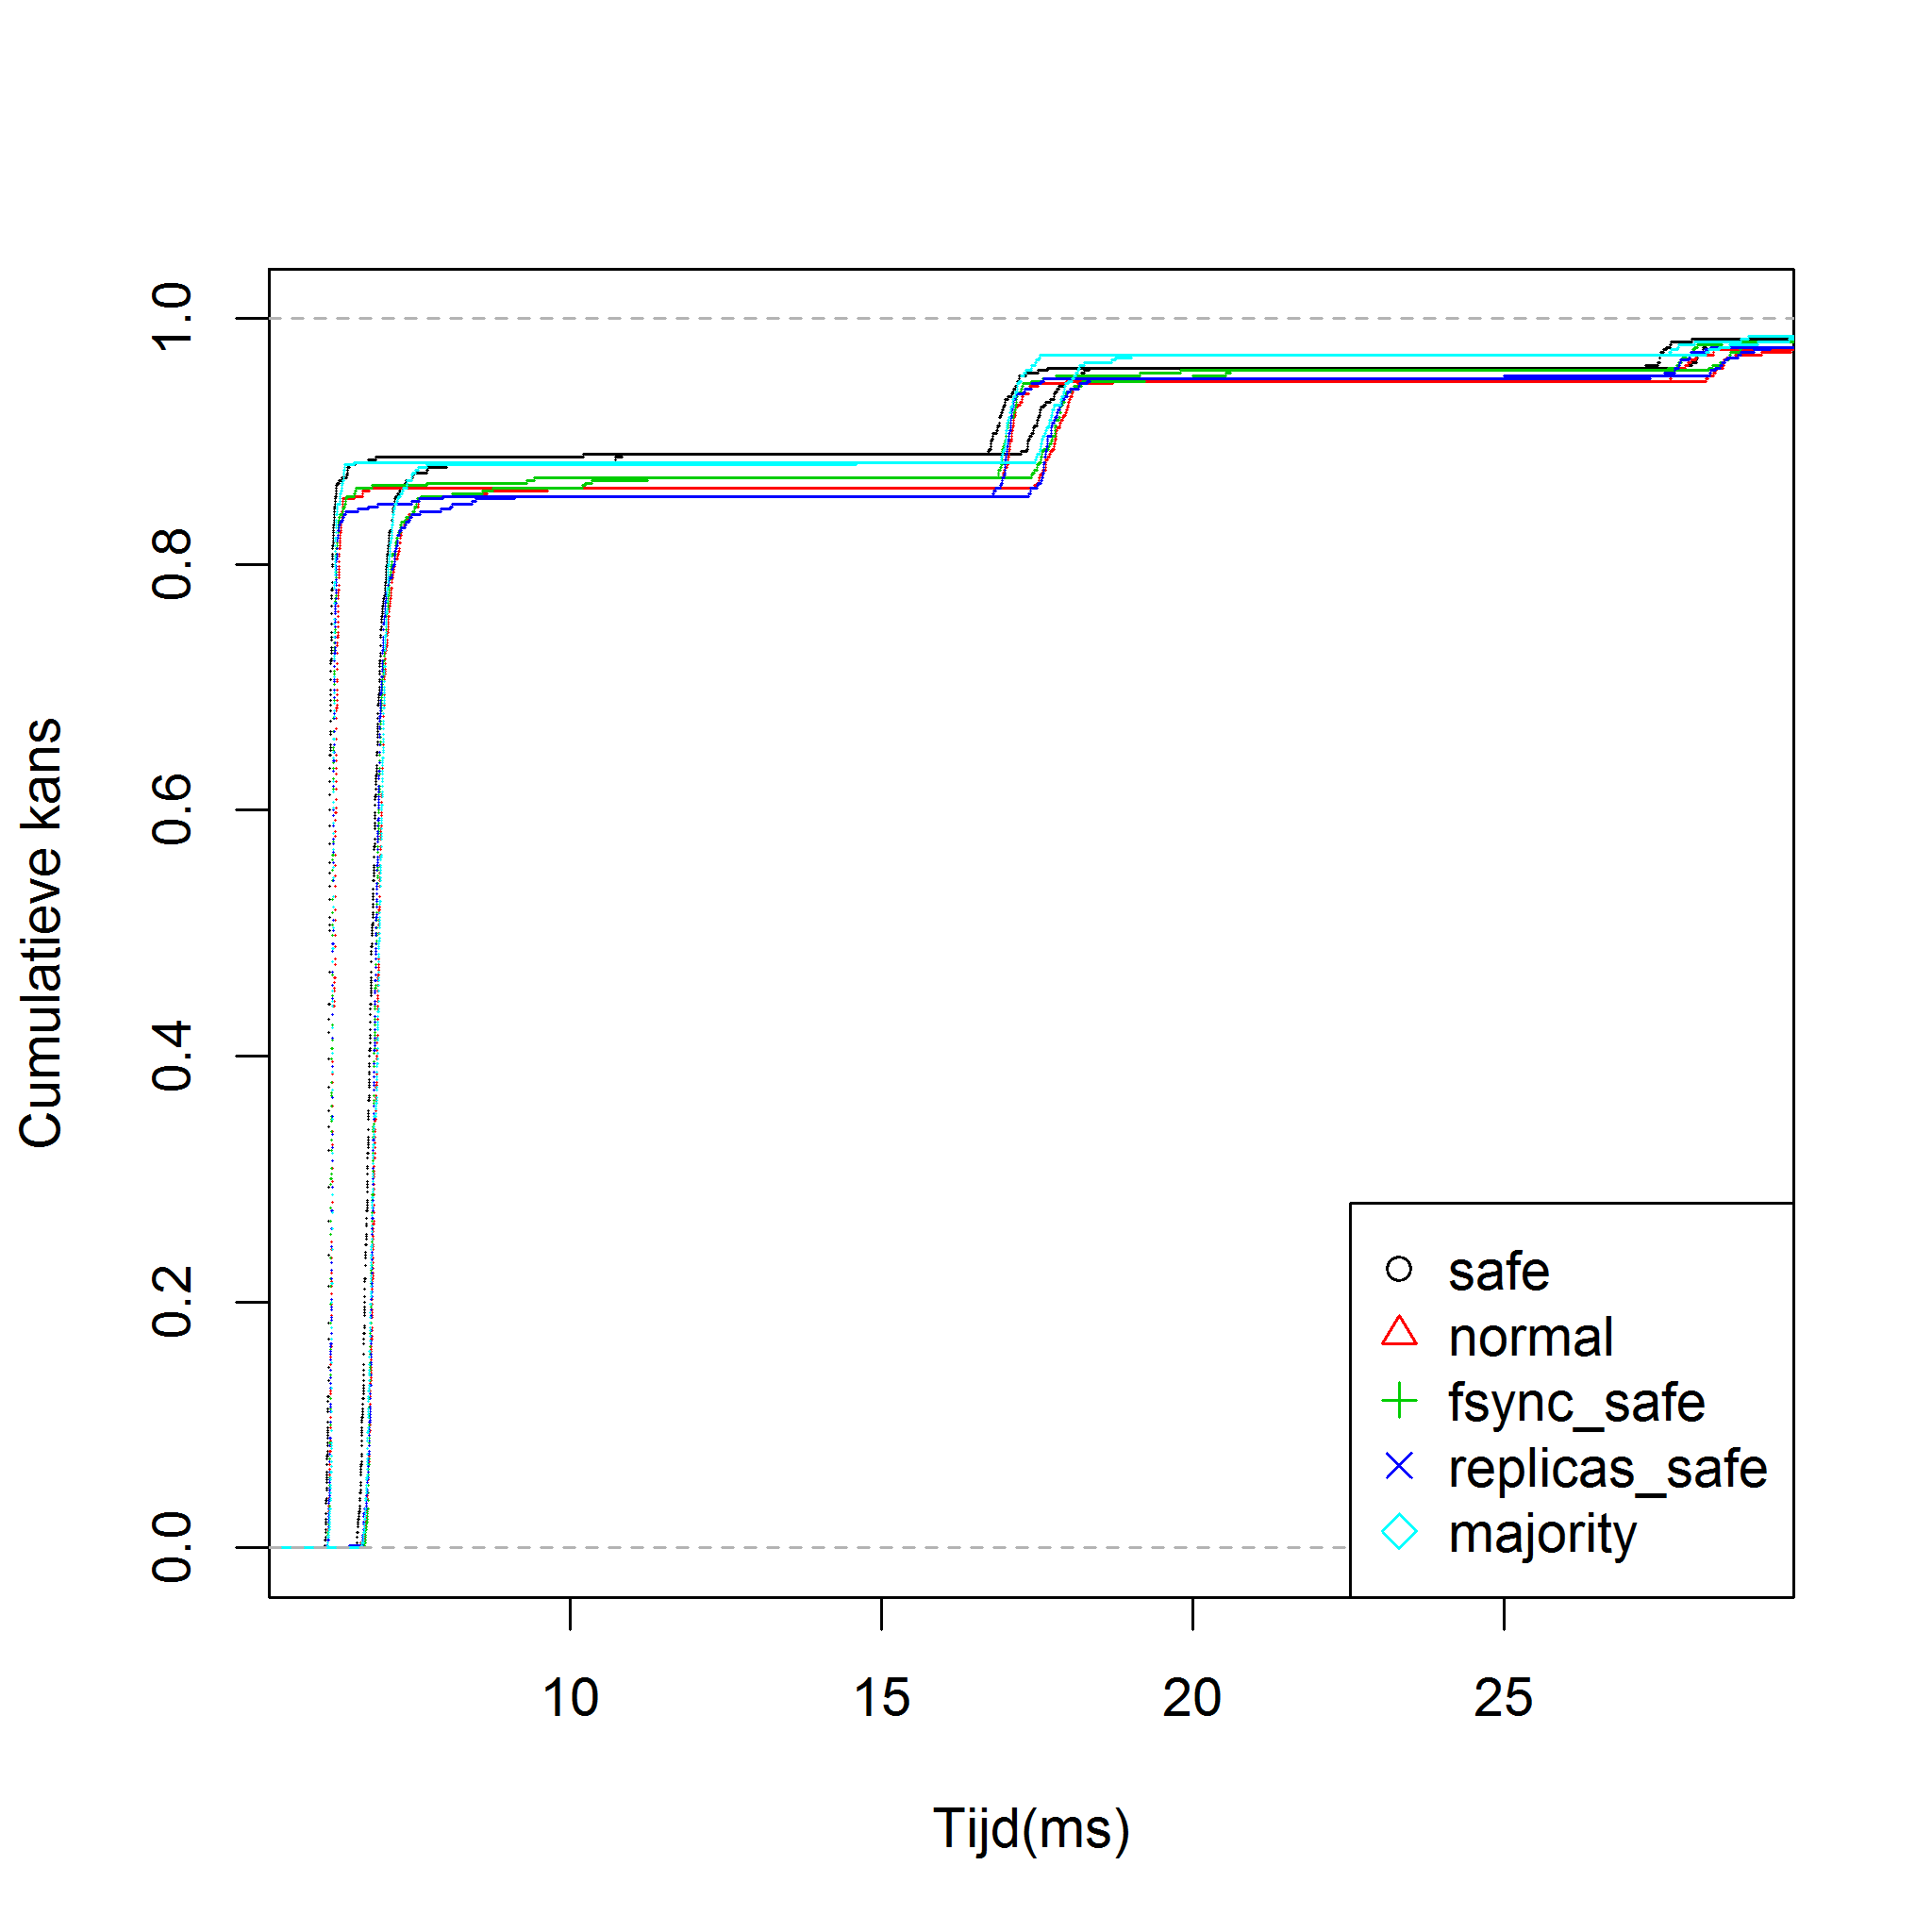 Cumulatieve kans
1.0
0.8
0.6
0.4
0.2
0.0
safe
normal
fsync_safe
replicas_safe
majority
10 15 20 25
Tijd(ms)